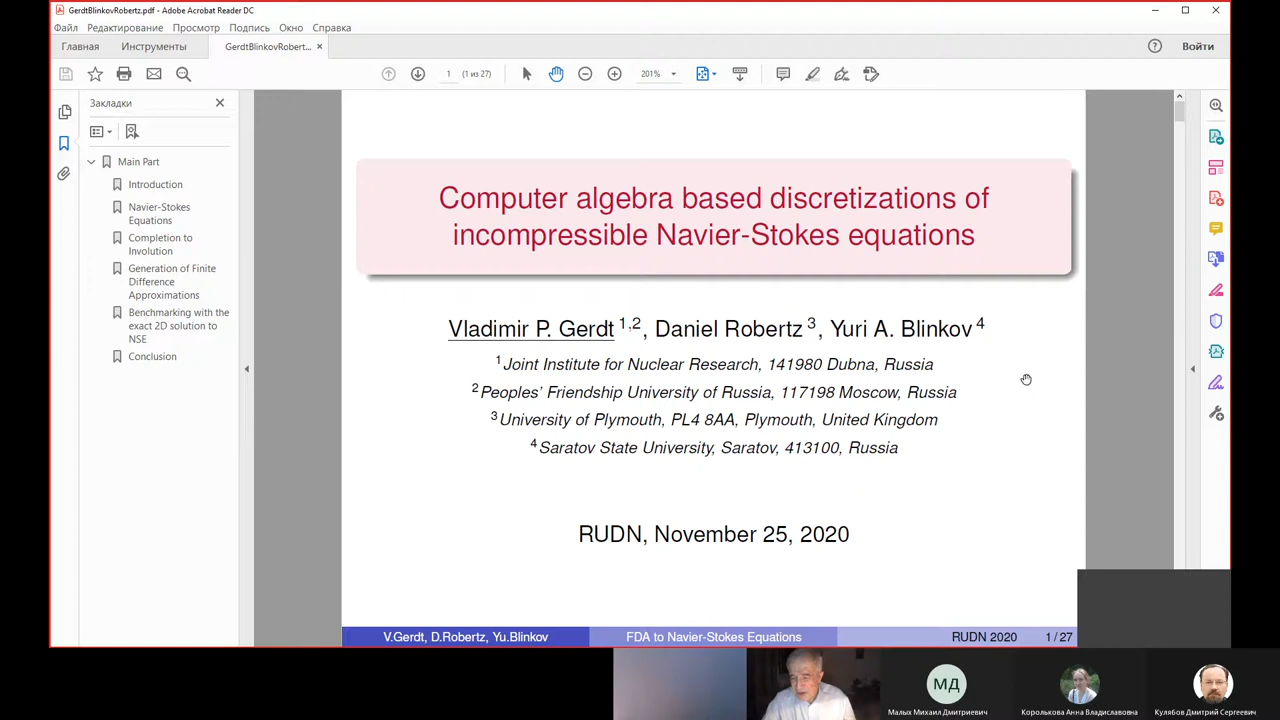 GerdtBlinkovRobertz.pdf - Adobe Acrobat Reader DC
Файл Редактирование Просмотр Подпись Окно Справка
Главная Инструменты GerdtBlinkovRobert... × Войти
1 (1 из 27) 201%
Закладки
Main Part
Introduction
Navier-Stokes
Equations
Completion to
Involution
Generation of Finite
Difference
Approximations
Benchmarking with the
exact 2D solution to
NSE
Conclusion
Computer algebra based discretizations of
incompressible Navier-Stokes equations
Vladimir P. Gerdt 1,2, Daniel Robertz 3, Yuri A. Blinkov 4
1 Joint Institute for Nuclear Research, 141980 Dubna, Russia
2 Peoples' Friendship University of Russia, 117198 Moscow, Russia
3 University of Plymouth, PL4 8AA, Plymouth, United Kingdom
4 Saratov State University, Saratov, 413100, Russia
RUDN, November 25, 2020
V.Gerdt, D.Robertz, Yu.Blinkov FDA to Navier-Stokes Equations RUDN 2020 1 / 27
МД
Малых Михаил Дмитриевич Королькова Анна Владиславовна Кулябов Дмитрий Сергеевич